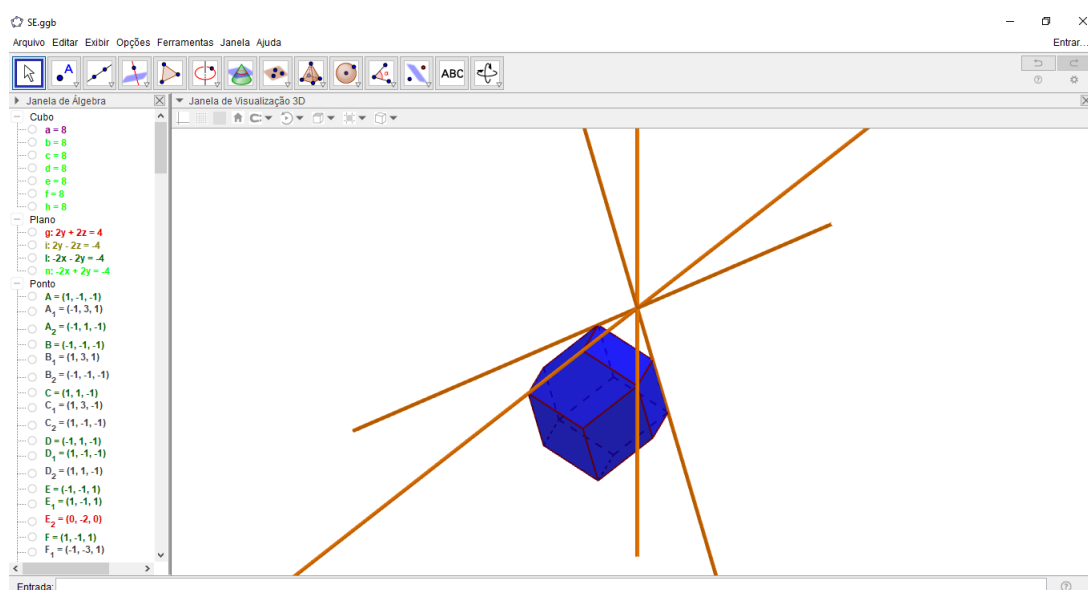 SE.ggb
Arquivo Editar Exibir Opções Ferramentas Janela Ajuda
Entrar...
A
ABC
Janela de Álgebra
Janela de Visualização 3D
Cubo
a = 8
b = 8
c = 8
d = 8
e = 8
f = 8
h = 8
Plano
g: 2y + 2z = 4
i: 2y - 2z = -4
l: -2x - 2y = -4
n: -2x + 2y = -4
Ponto
A = (1, -1, -1)
A₁ = (-1, 3, 1)
A₂ = (-1, 1, -1)
B = (-1, -1, -1)
B₁ = (1, 3, 1)
B₂ = (-1, -1, -1)
C = (1, 1, -1)
C₁ = (1, 3, -1)
C₂ = (1, -1, -1)
D = (-1, 1, -1)
D₁ = (1, -1, -1)
D₂ = (1, 1, -1)
E = (-1, -1, 1)
E₁ = (1, -1, 1)
E₂ = (0, -2, 0)
F = (1, -1, 1)
F₁ = (-1, -3, 1)
Entrada: